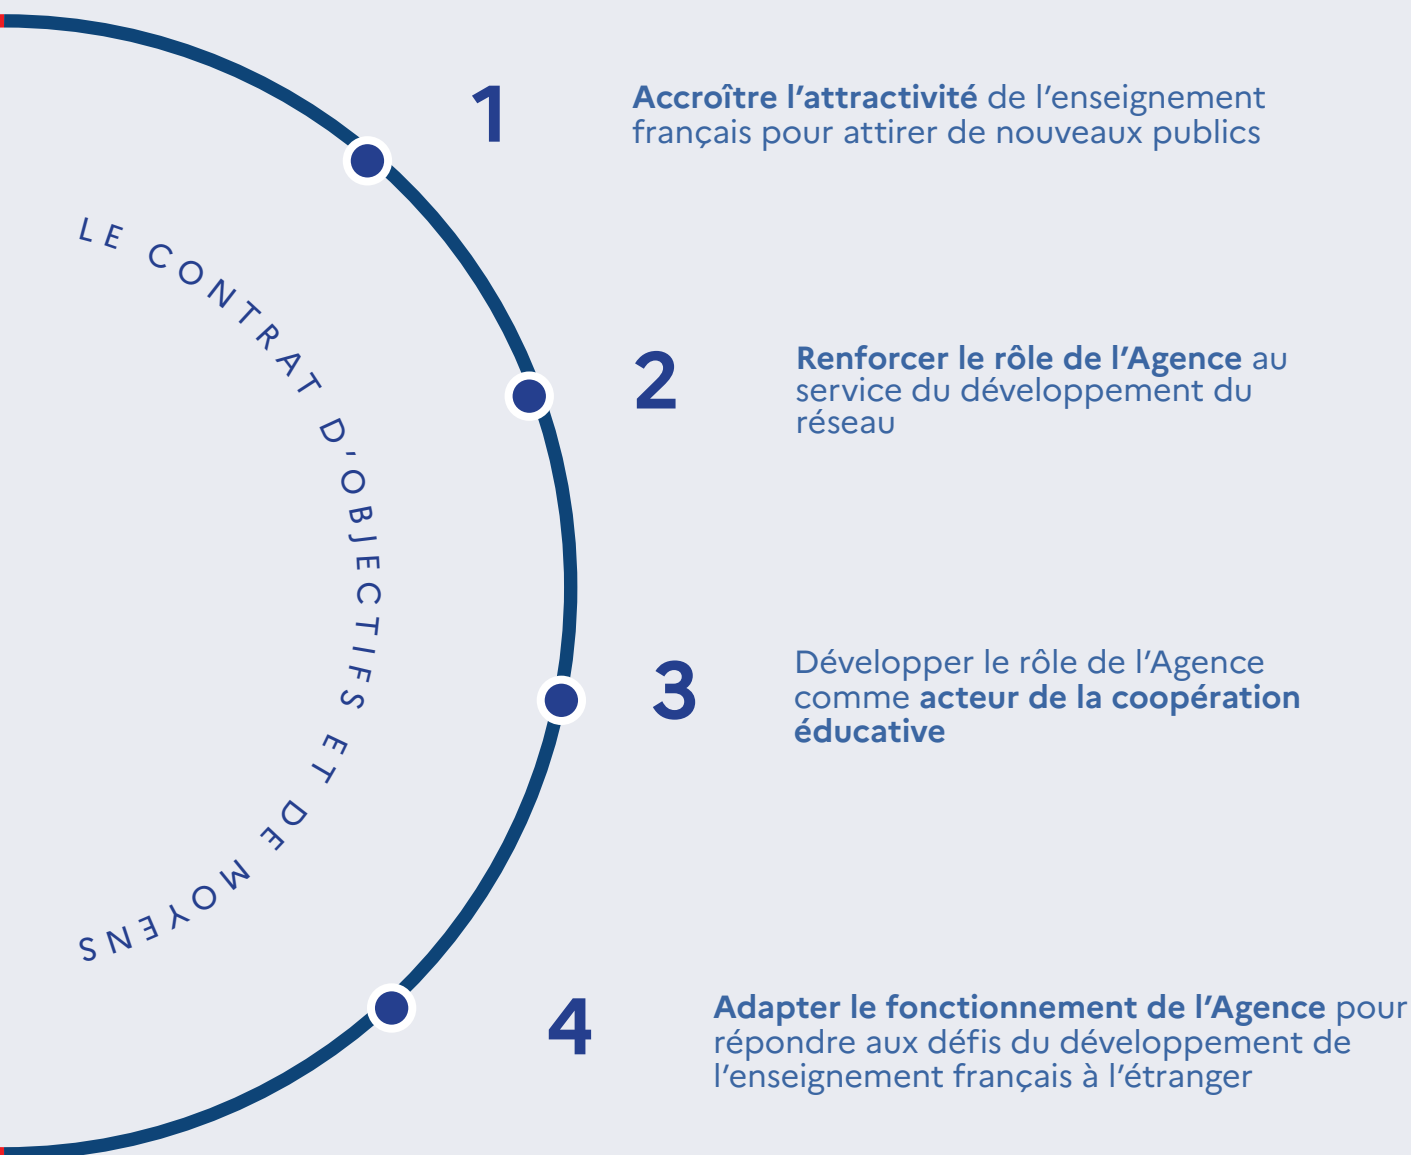 LE CONTRAT D'OBJECTIFS ET DE MOYENS
1
Accroître l'attractivité de l'enseignement
français pour attirer de nouveaux publics
2
Renforcer le rôle de l'Agence au
service du développement du
réseau
3
Développer le rôle de l'Agence
comme acteur de la coopération
éducative
4
Adapter le fonctionnement de l'Agence pour
répondre aux défis du développement de
l'enseignement français à l'étranger